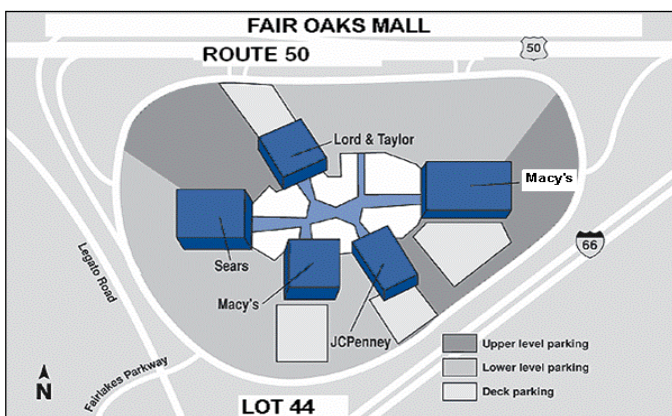 FAIR OAKS MALL
ROUTE 50
50
Lord & Taylor
Macy's
66
Sears
Legato Road
Macy's
JCPenney
Upper level parking
Lower level parking
Deck parking
Fairlakes Parkway
N
LOT 44